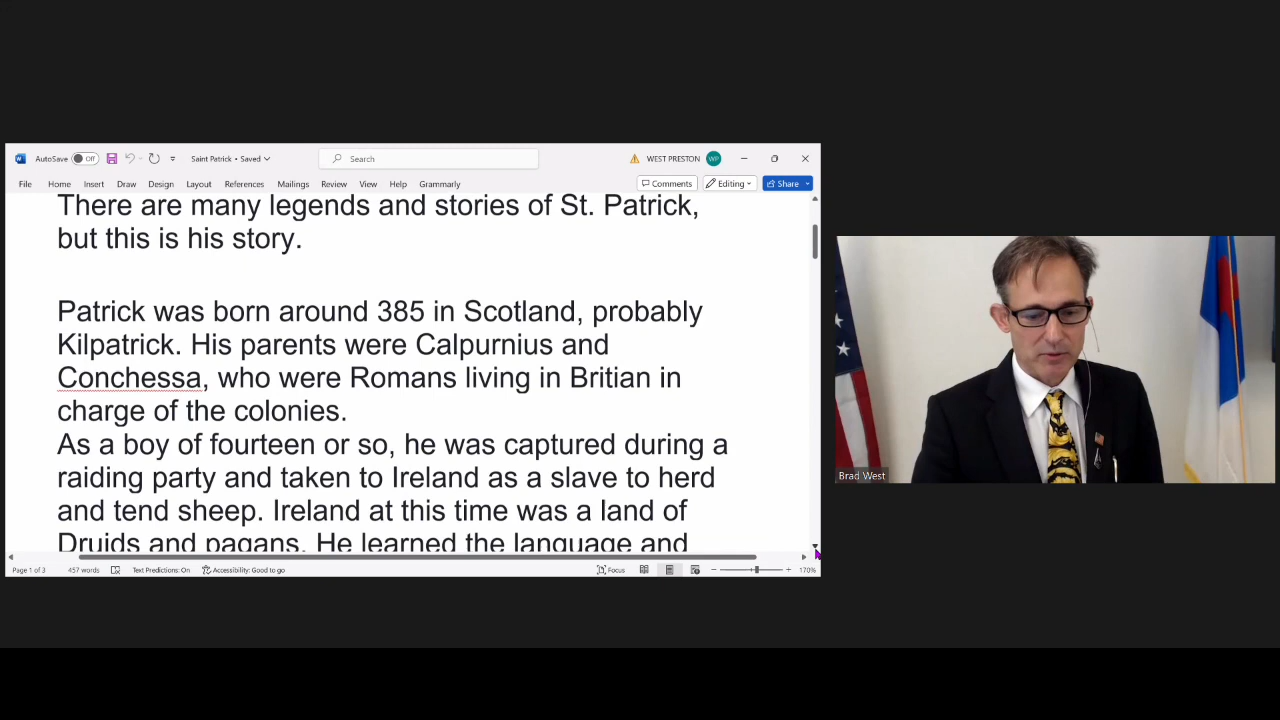 AutoSave Off Saint Patrick • Saved Search WEST PRESTON WP
File Home Insert Draw Design Layout References Mailings Review View Help Grammarly Comments Editing Share
There are many legends and stories of St. Patrick,
but this is his story.
Patrick was born around 385 in Scotland, probably
Kilpatrick. His parents were Calpurnius and
Conchessa, who were Romans living in Britian in
charge of the colonies.
As a boy of fourteen or so, he was captured during a
raiding party and taken to Ireland as a slave to herd
and tend sheep. Ireland at this time was a land of
Druids and pagans. He learned the language and
Page 1 of 3 457 words Text Predictions: On Accessibility: Good to go Focus 170%
Brad West